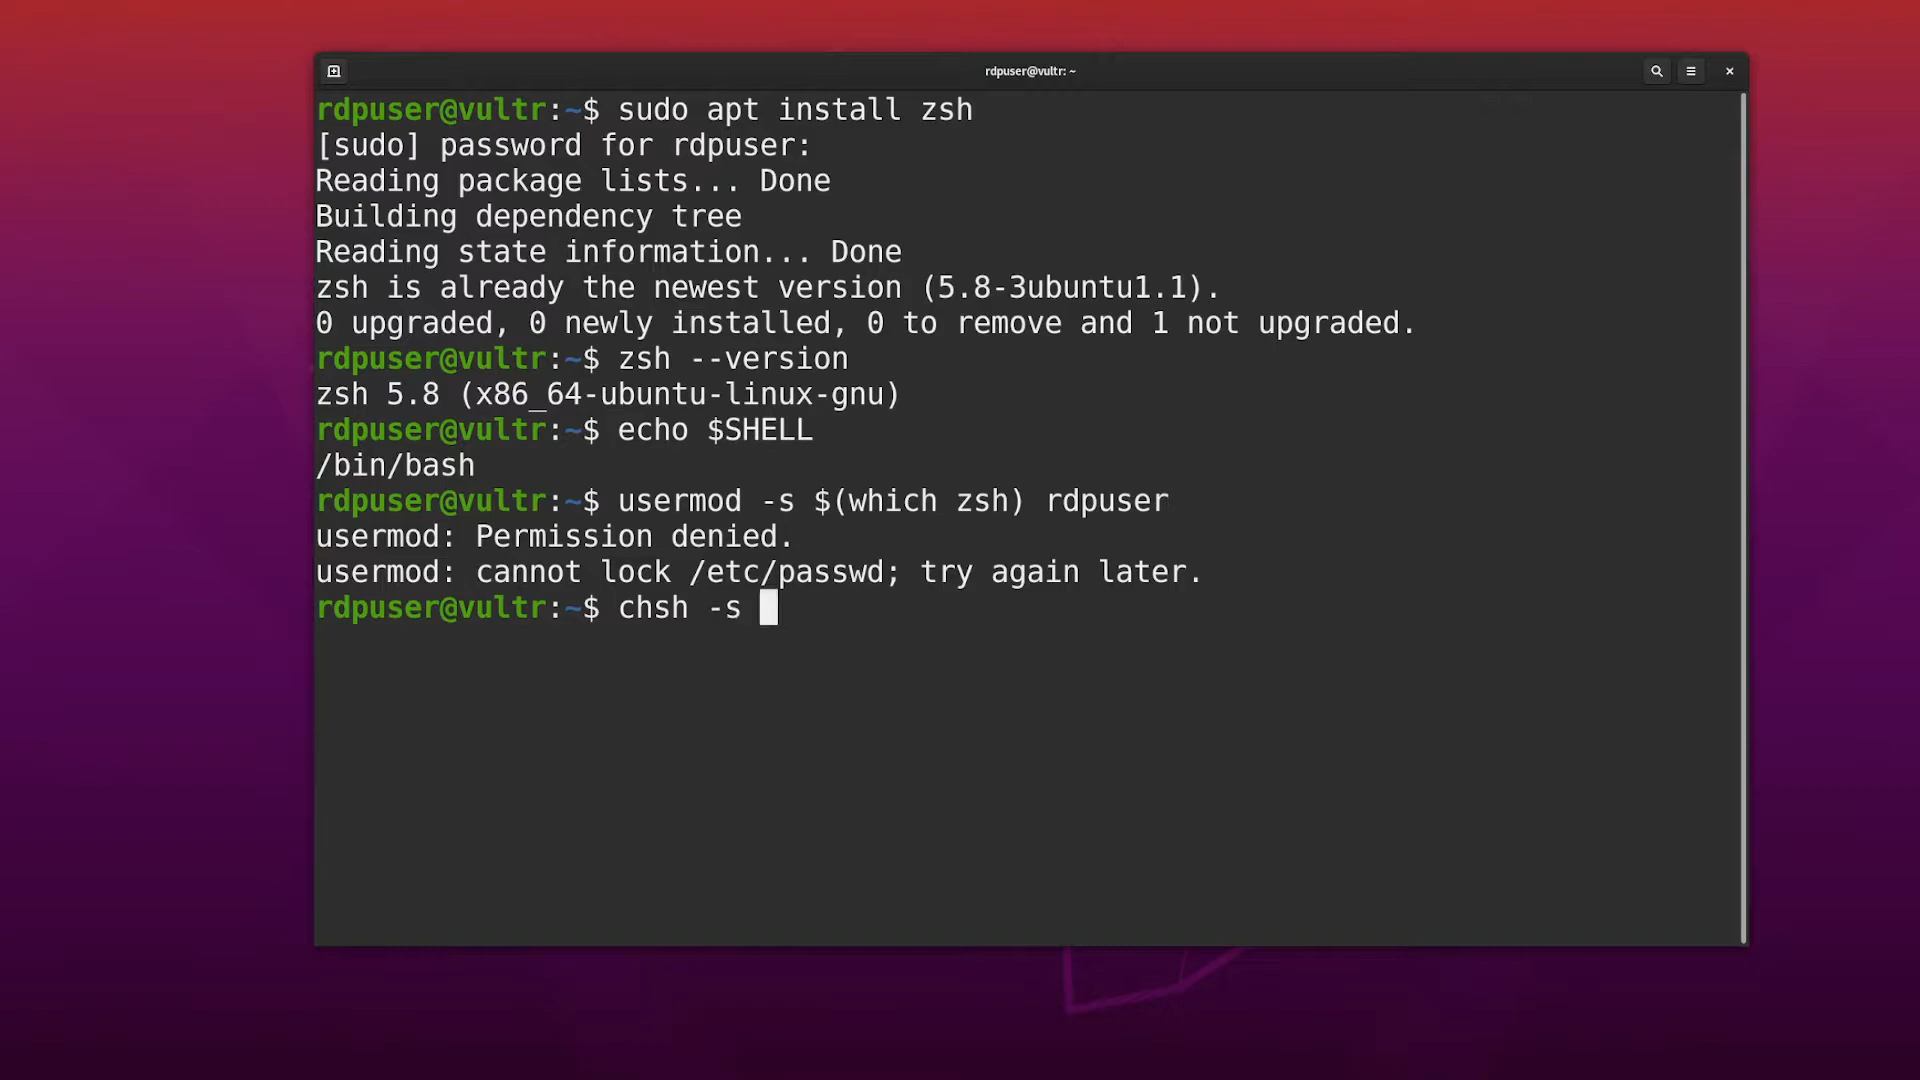 rdpuser@vultr: ~
rdpuser@vultr:~$ sudo apt install zsh
[sudo] password for rdpuser:
Reading package lists... Done
Building dependency tree
Reading state information... Done
zsh is already the newest version (5.8-3ubuntu1.1).
0 upgraded, 0 newly installed, 0 to remove and 1 not upgraded.
rdpuser@vultr:~$ zsh --version
zsh 5.8 (x86_64-ubuntu-linux-gnu)
rdpuser@vultr:~$ echo $SHELL
/bin/bash
rdpuser@vultr:~$ usermod -s $(which zsh) rdpuser
usermod: Permission denied.
usermod: cannot lock /etc/passwd; try again later.
rdpuser@vultr:~$ chsh -s